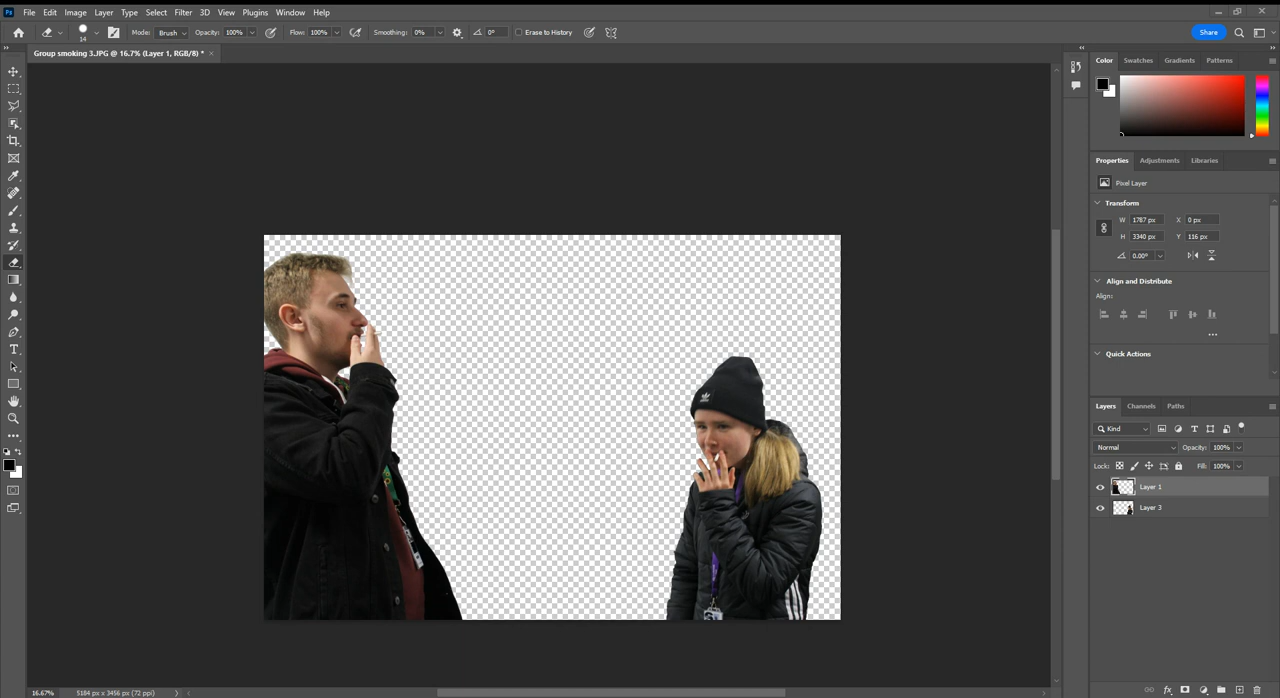 File Edit Image Layer Type Select Filter 3D View Plugins Window Help
14 Mode: Brush Opacity: 100% Flow: 100% Smoothing: 0% 0° Erase to History Share
Group smoking 3.JPG @ 16.7% (Layer 1, RGB/8) *
Color Swatches Gradients Patterns
Properties Adjustments Libraries
Pixel Layer
Transform
W 1787 px X 0 px
H 3340 px Y 116 px
0.00°
Align and Distribute
Align:
Quick Actions
Layers Channels Paths
Kind
Normal Opacity: 100%
Lock: Fill: 100%
Layer 1
Layer 3
16.67% 5184 px x 3456 px (72 ppi)